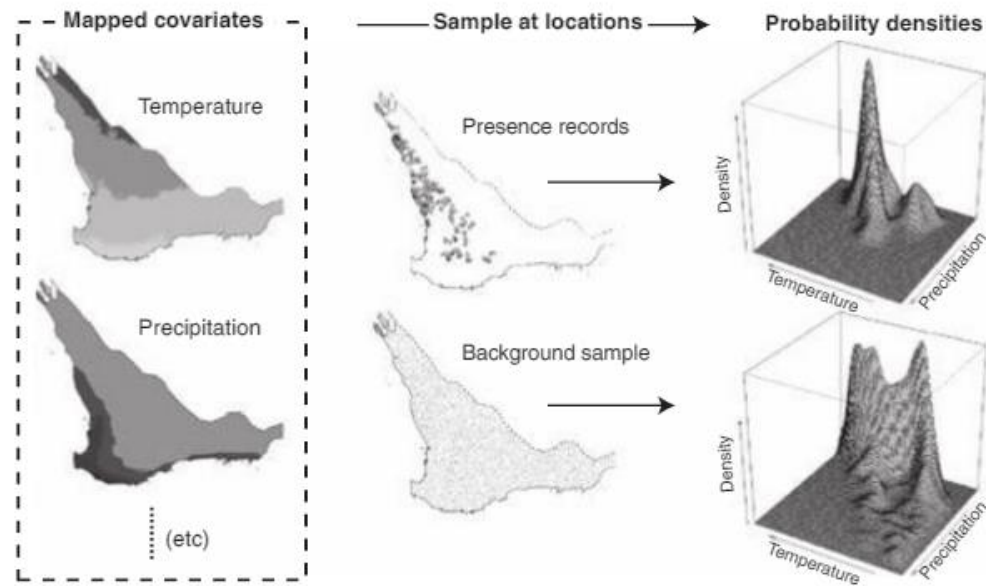 Mapped covariates
Sample at locations
Probability densities
Temperature
Presence records
Density
Temperature
Precipitation
Precipitation
Background sample
Density
Temperature
Precipitation
(etc)